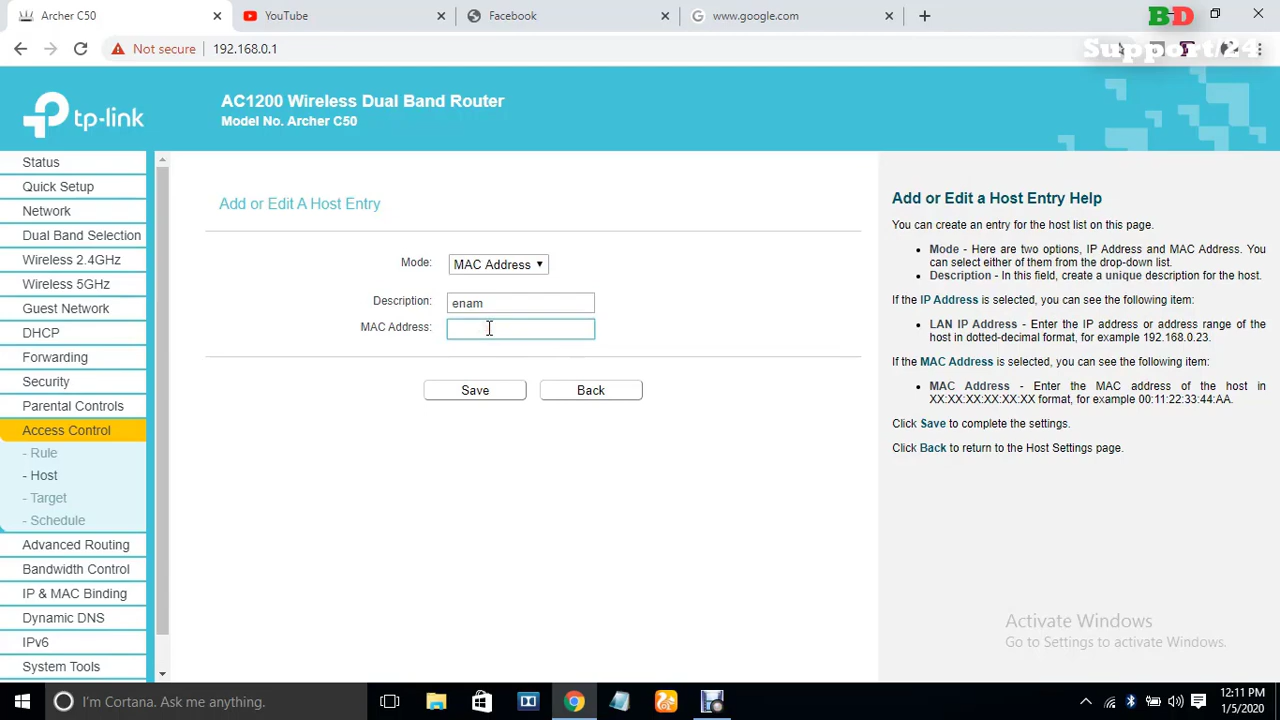 Archer C50
YouTube
Facebook
www.google.com
BD
Support/24
Not secure
192.168.0.1
tp-link
AC1200 Wireless Dual Band Router
Model No. Archer C50
Status
Quick Setup
Network
Dual Band Selection
Wireless 2.4GHz
Wireless 5GHz
Guest Network
DHCP
Forwarding
Security
Parental Controls
Access Control
- Rule
- Host
- Target
- Schedule
Advanced Routing
Bandwidth Control
IP & MAC Binding
Dynamic DNS
IPv6
System Tools
Add or Edit A Host Entry
Mode: MAC Address
Description: enam
MAC Address:
Save Back
Add or Edit a Host Entry Help
You can create an entry for the host list on this page.
Mode - Here are two options, IP Address and MAC Address. You
can select either of them from the drop-down list.
Description - In this field, create a unique description for the host.
If the IP Address is selected, you can see the following item:
LAN IP Address - Enter the IP address or address range of the
host in dotted-decimal format, for example 192.168.0.23.
If the MAC Address is selected, you can see the following item:
MAC Address - Enter the MAC address of the host in
XX:XX:XX:XX:XX:XX format, for example 00:11:22:33:44:AA.
Click Save to complete the settings.
Click Back to return to the Host Settings page.
Activate Windows
Go to Settings to activate Windows.
I'm Cortana. Ask me anything.
12:11 PM
1/5/2020